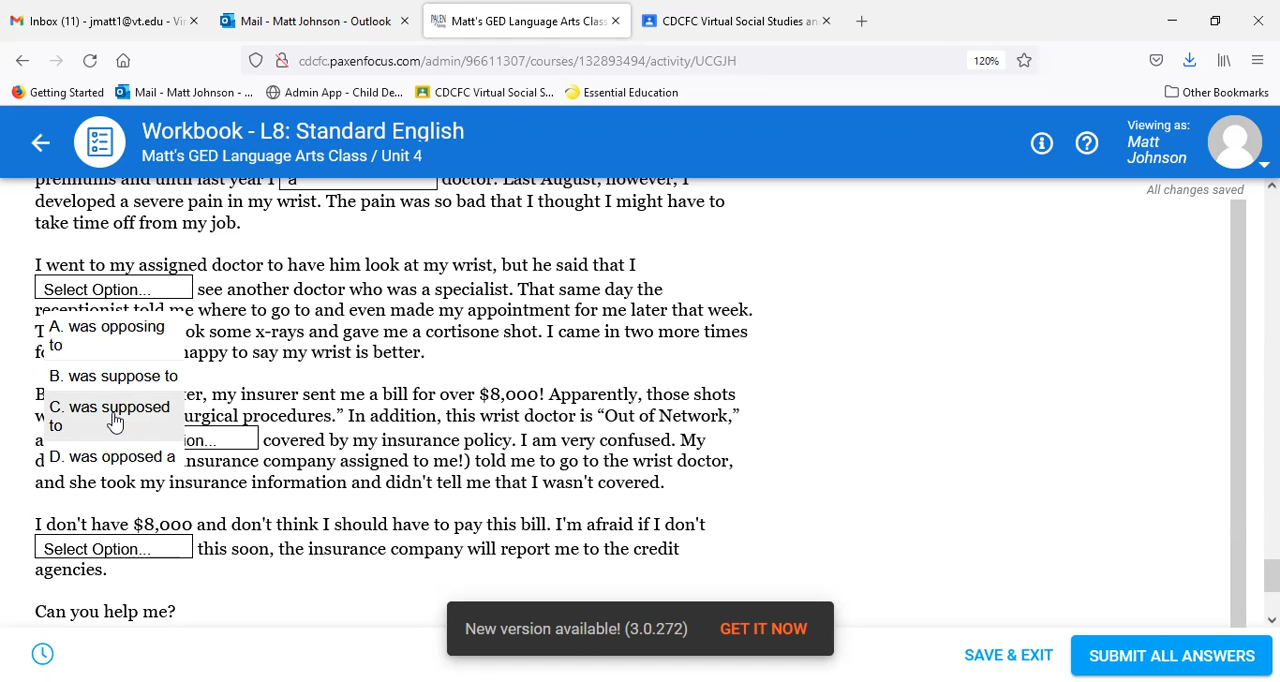 M (11) - jmatt1@vt.edu - Vir
Mail - Matt Johnson - Outlook
Matt's GED Language Arts Clas
CDCFC Virtual Social Studies an
cdcfc.paxenfocus.com/admin/96611307/courses/132893494/activity/UCGJH
120%
Getting Started
Mail - Matt Johnson - ...
Admin App - Child De...
CDCFC Virtual Social S...
Essential Education
Other Bookmarks
Workbook - L8: Standard English
Matt's GED Language Arts Class / Unit 4
Viewing as:
Matt
Johnson
All changes saved
premiums and until last year I a doctor. Last August, however, I
developed a severe pain in my wrist. The pain was so bad that I thought I might have to
take time off from my job.
I went to my assigned doctor to have him look at my wrist, but he said that I
Select Option... see another doctor who was a specialist. That same day the
receptionist told me where to go to and even made my appointment for me later that week.
ok some x-rays and gave me a cortisone shot. I came in two more times
happy to say my wrist is better.
A. was opposing
to
B. was suppose to
C. was supposed
to
D. was opposed a
er, my insurer sent me a bill for over $8,000! Apparently, those shots
urgical procedures.” In addition, this wrist doctor is “Out of Network,”
ion... covered by my insurance policy. I am very confused. My
insurance company assigned to me!) told me to go to the wrist doctor,
and she took my insurance information and didn't tell me that I wasn't covered.
I don't have $8,000 and don't think I should have to pay this bill. I'm afraid if I don't
Select Option... this soon, the insurance company will report me to the credit
agencies.
Can you help me?
New version available! (3.0.272) GET IT NOW
SAVE & EXIT
SUBMIT ALL ANSWERS